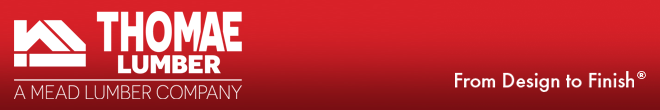 THOMAE
LUMBER
A MEAD LUMBER COMPANY
From Design to Finish®